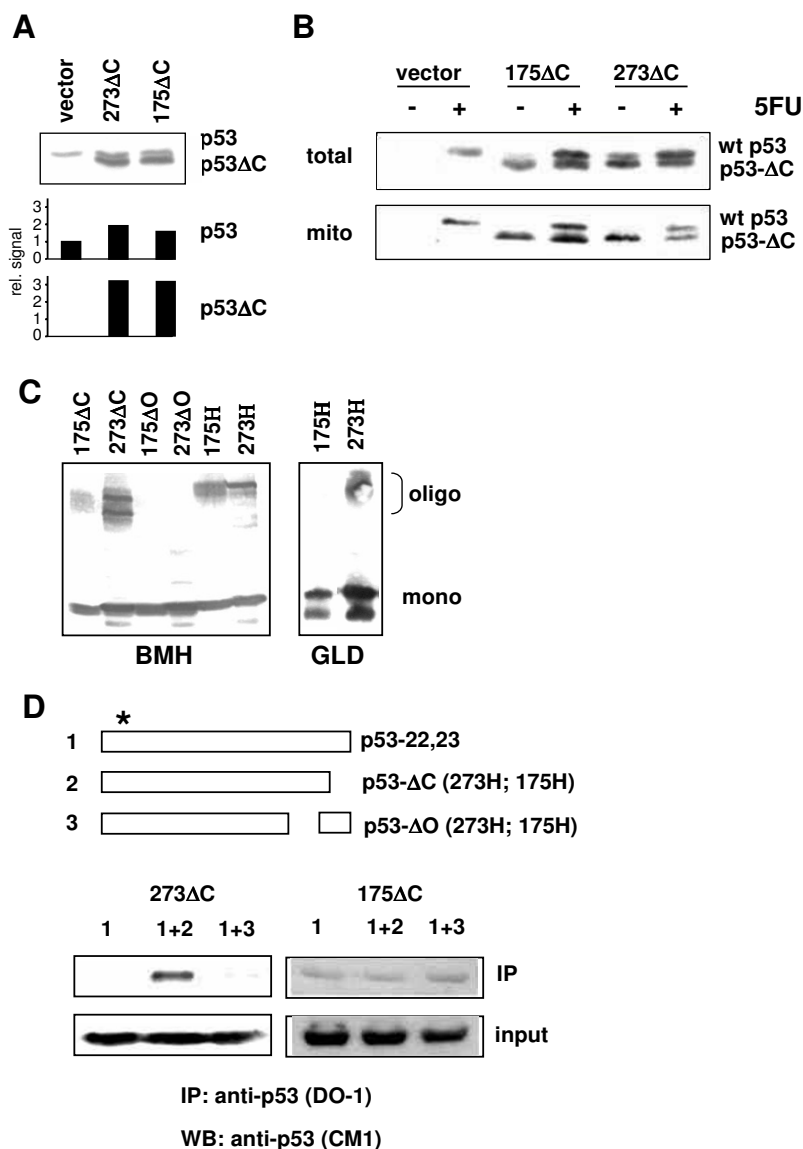 A
vector
273ΔC
175ΔC
p53
p53ΔC
3
2
1
0
p53
rel. signal
3
2
1
0
p53ΔC
B
vector 175ΔC 273ΔC
- + - + - + 5FU
total
wt p53
p53-ΔC
mito
wt p53
p53-ΔC
C
175ΔC
273ΔC
175ΔO
273ΔO
175H
273H
175H
273H
oligo
mono
BMH
GLD
D
*
1 p53-22,23
2 p53-ΔC (273H; 175H)
3 p53-ΔO (273H; 175H)
273ΔC 175ΔC
1 1+2 1+3 1 1+2 1+3
IP
input
IP: anti-p53 (DO-1)
WB: anti-p53 (CM1)